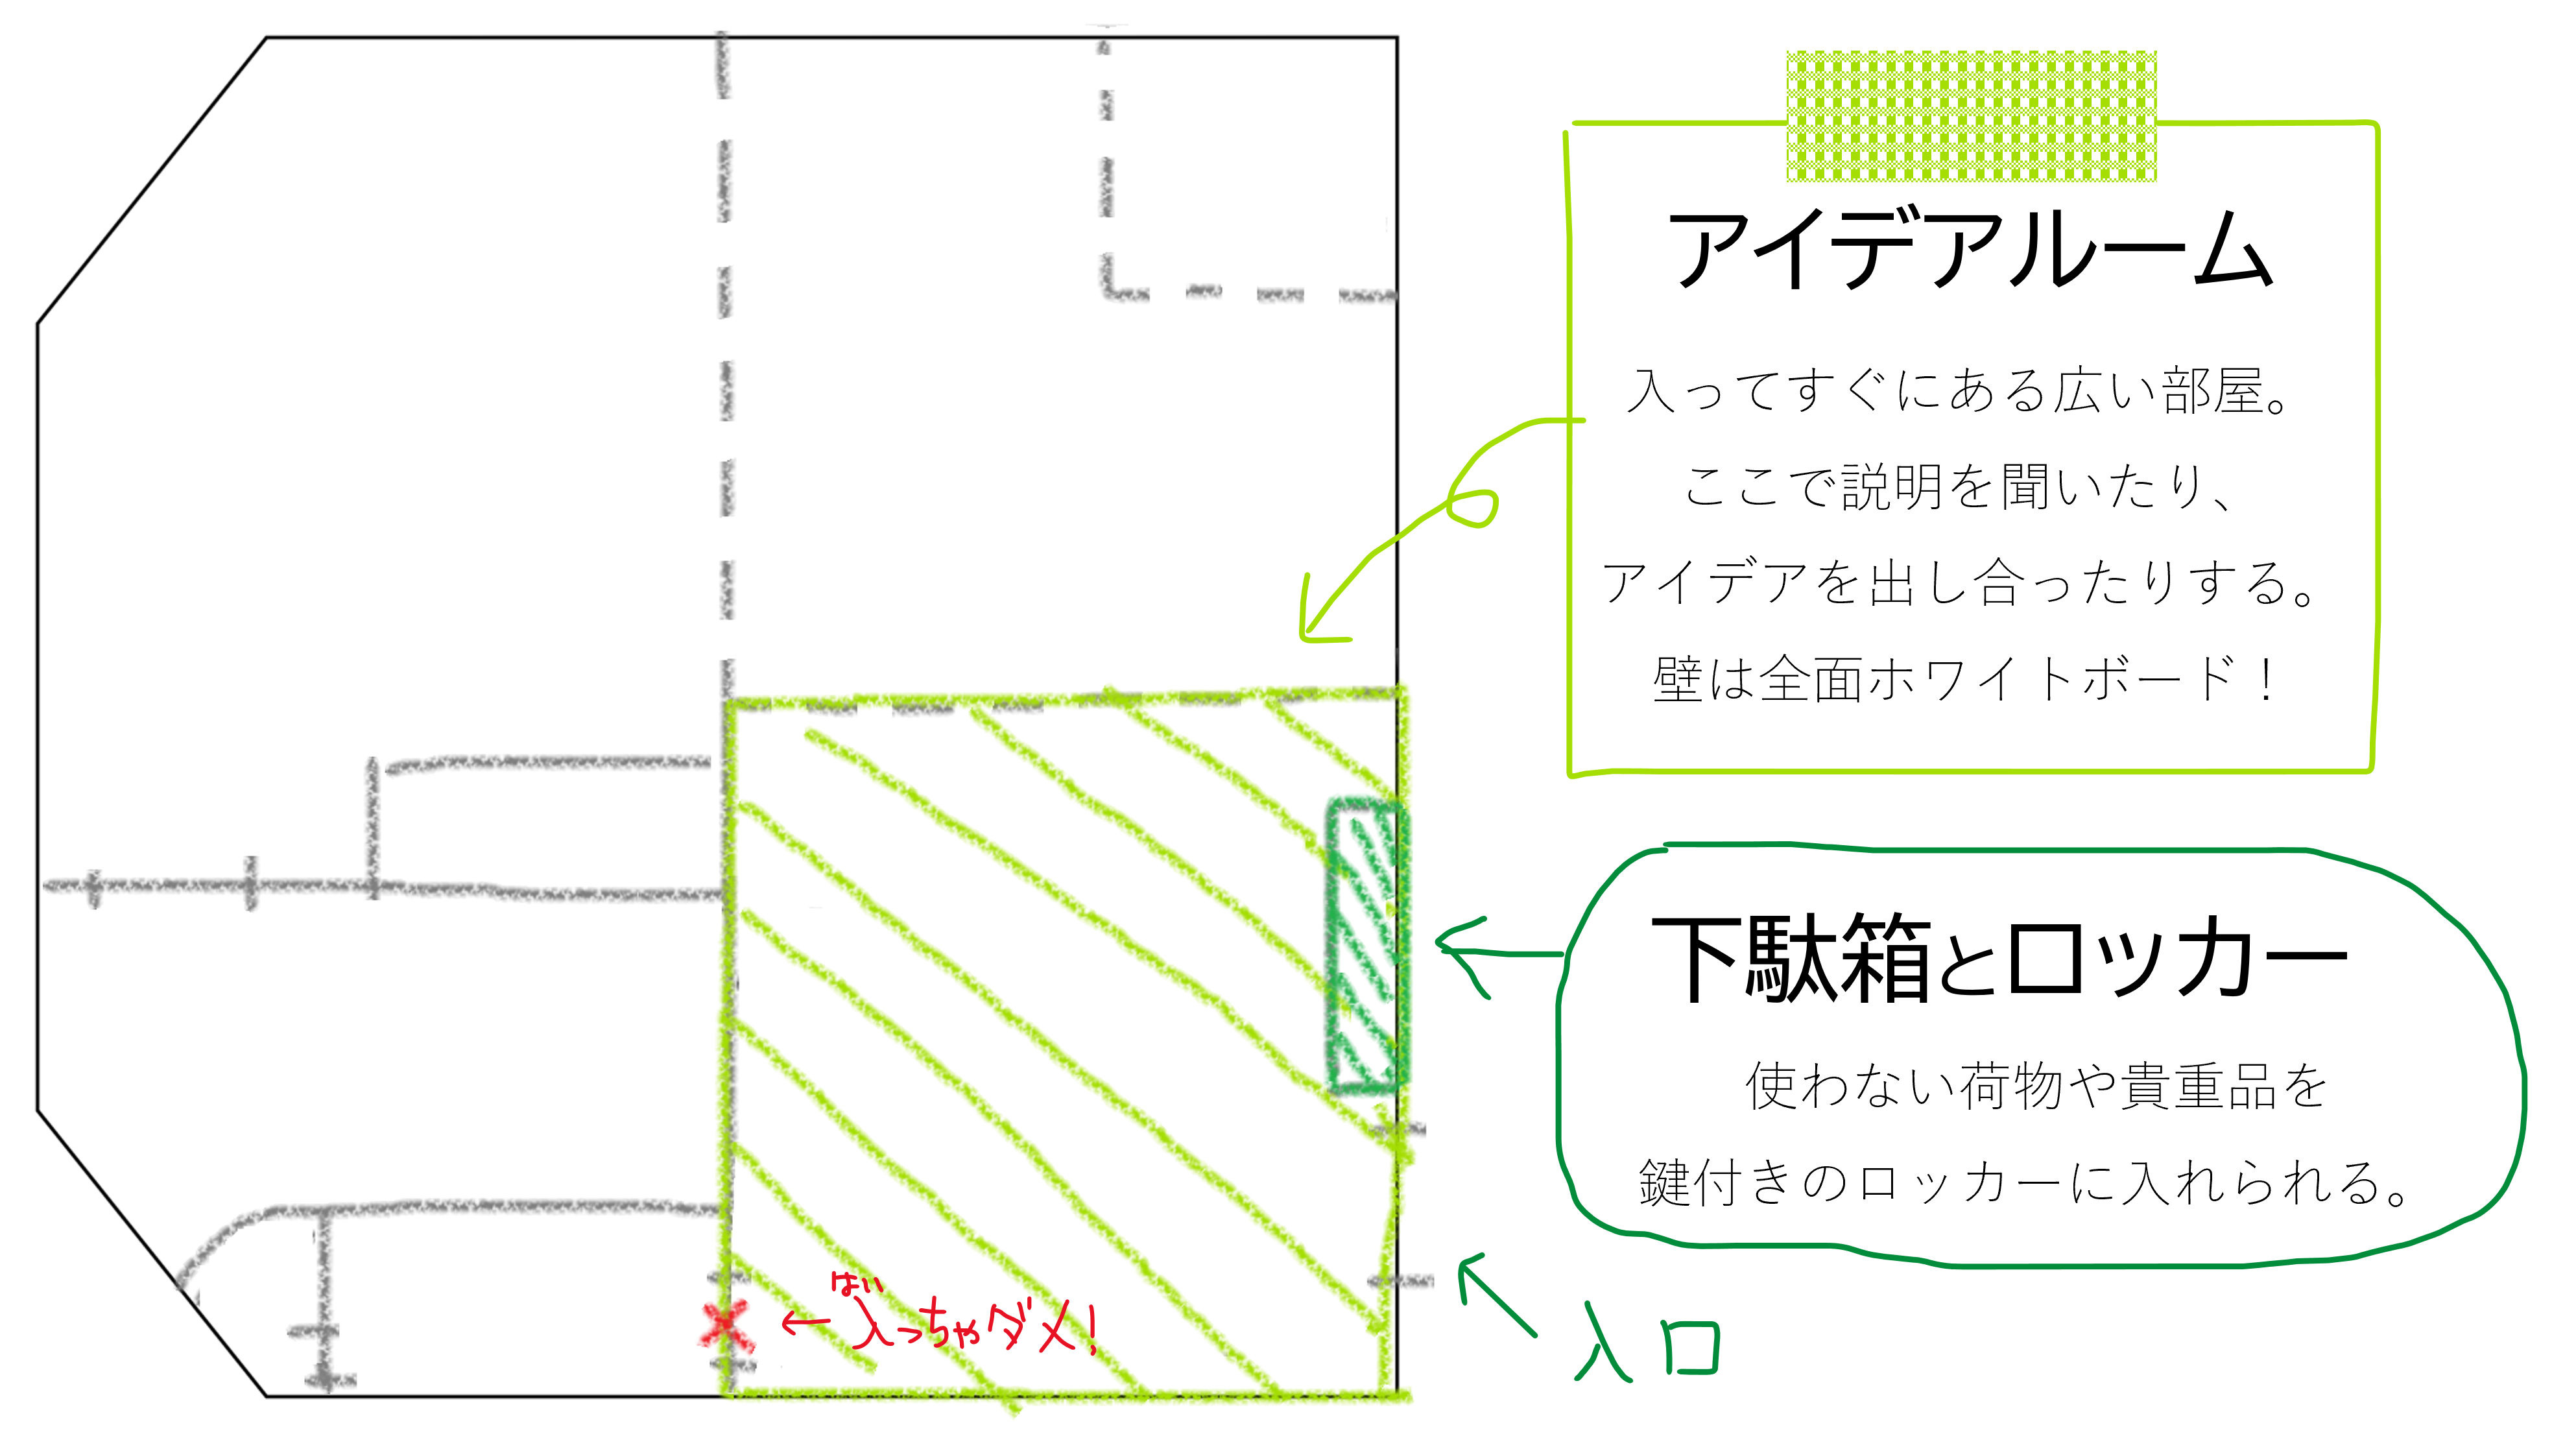 アイデアルーム
入ってすぐにある広い部屋。
ここで説明を聞いたり、
アイデアを出し合ったりする。
壁は全面ホワイトボード！
下駄箱とロッカー
使わない荷物や貴重品を
鍵付きのロッカーに入れられる。
入口
はい
←入っちゃダメ！